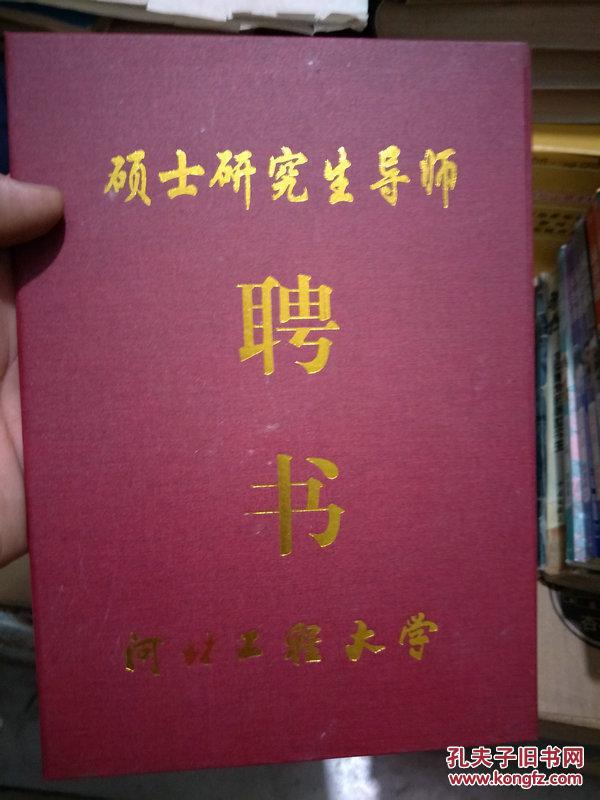 硕士研究生导师
聘
书
河北工程大学
孔夫子旧书网
www.kongfz.com